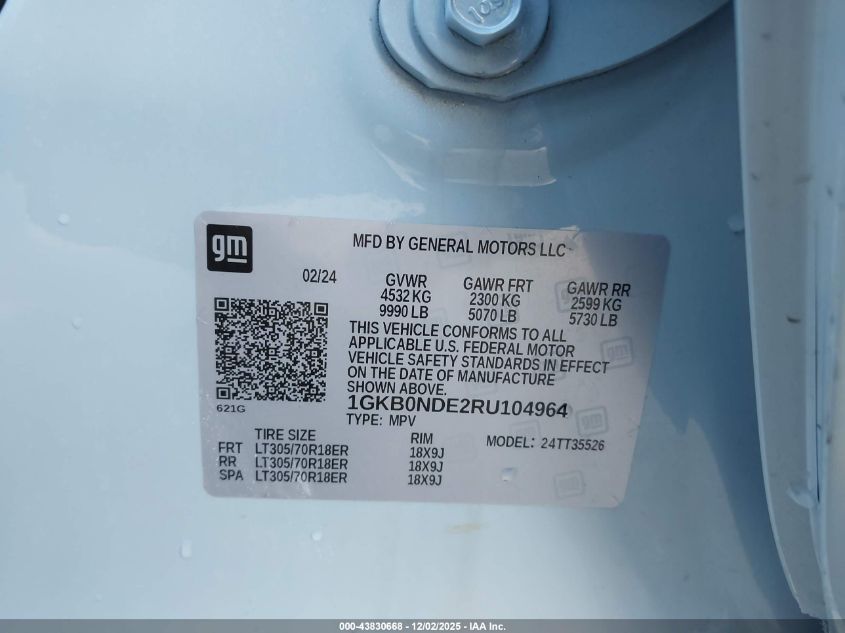 10.9
gm
MFD BY GENERAL MOTORS LLC
02/24
GVWR GAWR FRT GAWR RR
4532 KG 2300 KG 2599 KG
9990 LB 5070 LB 5730 LB
THIS VEHICLE CONFORMS TO ALL
APPLICABLE U.S. FEDERAL MOTOR
VEHICLE SAFETY STANDARDS IN EFFECT
ON THE DATE OF MANUFACTURE
SHOWN ABOVE.
621G
1GKB0NDE2RU104964
TYPE: MPV
TIRE SIZE RIM MODEL: 24TT35526
FRT LT305/70R18ER 18X9J
RR LT305/70R18ER 18X9J
SPA LT305/70R18ER 18X9J
000-43830668 - 12/02/2025 - IAA Inc.